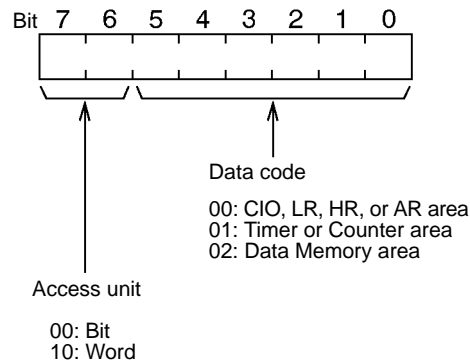 Bit 7 6 5 4 3 2 1 0
Data code
00: CIO, LR, HR, or AR area
01: Timer or Counter area
02: Data Memory area
Access unit
00: Bit
10: Word